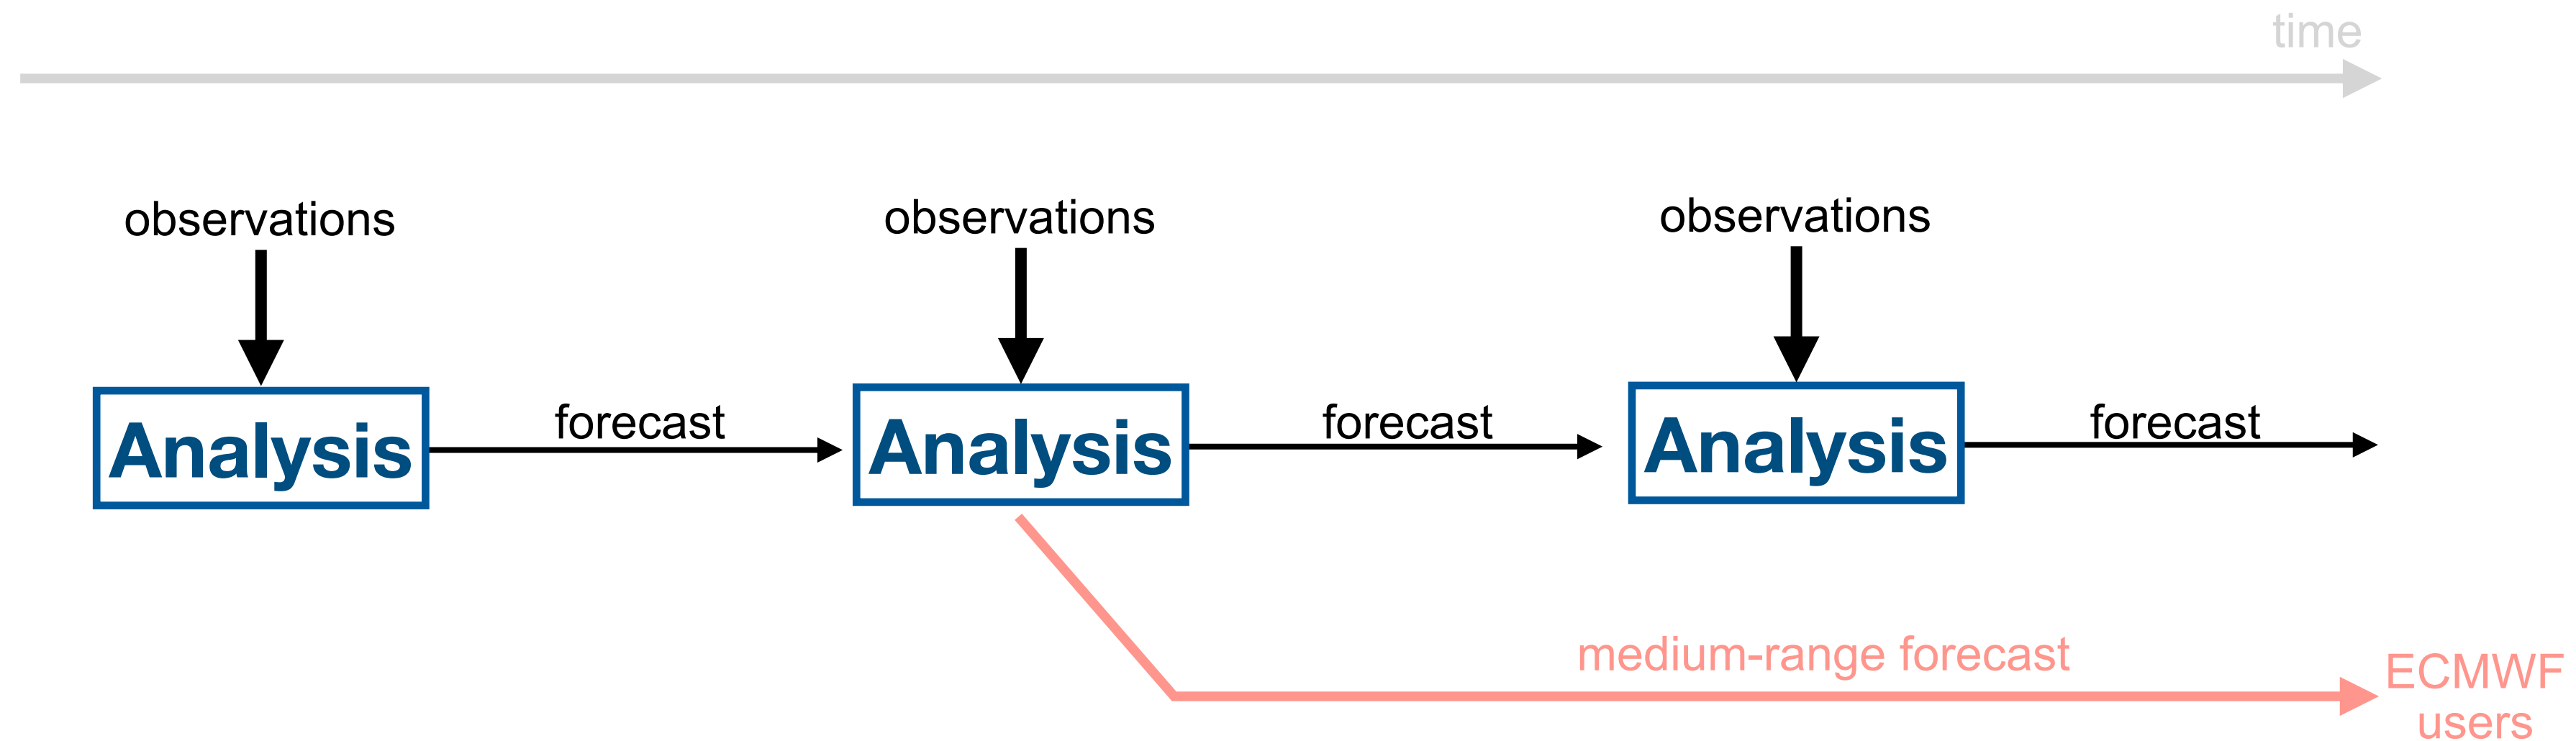 time
observations
observations
observations
Analysis
forecast
Analysis
forecast
Analysis
forecast
medium-range forecast
ECMWF
users